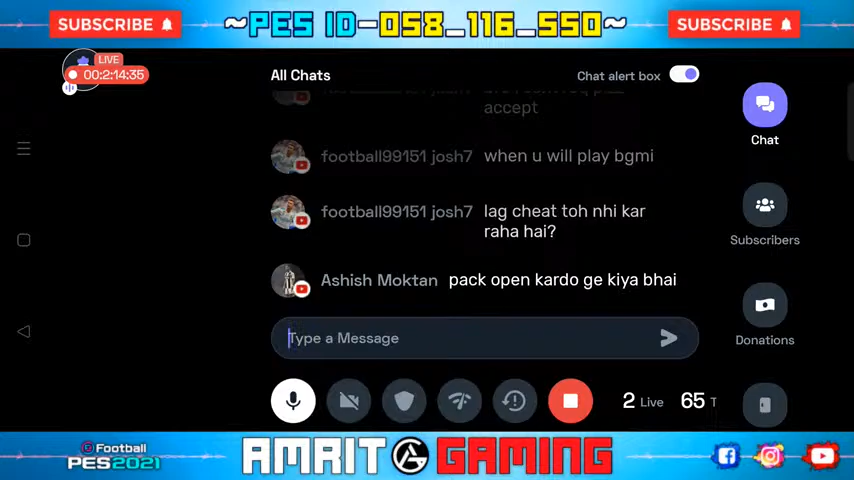 SUBSCRIBE
~PES ID-058_116_550~
SUBSCRIBE
LIVE
00:2:14:35
All Chats
Chat alert box
accept
Chat
football99151 josh7 when u will play bgmi
football99151 josh7 lag cheat toh nhi kar
raha hai?
Subscribers
Ashish Moktan pack open kardo ge kiya bhai
Type a Message
Donations
2 Live 65 T
Football
PES2021
AMRIT G GAMING